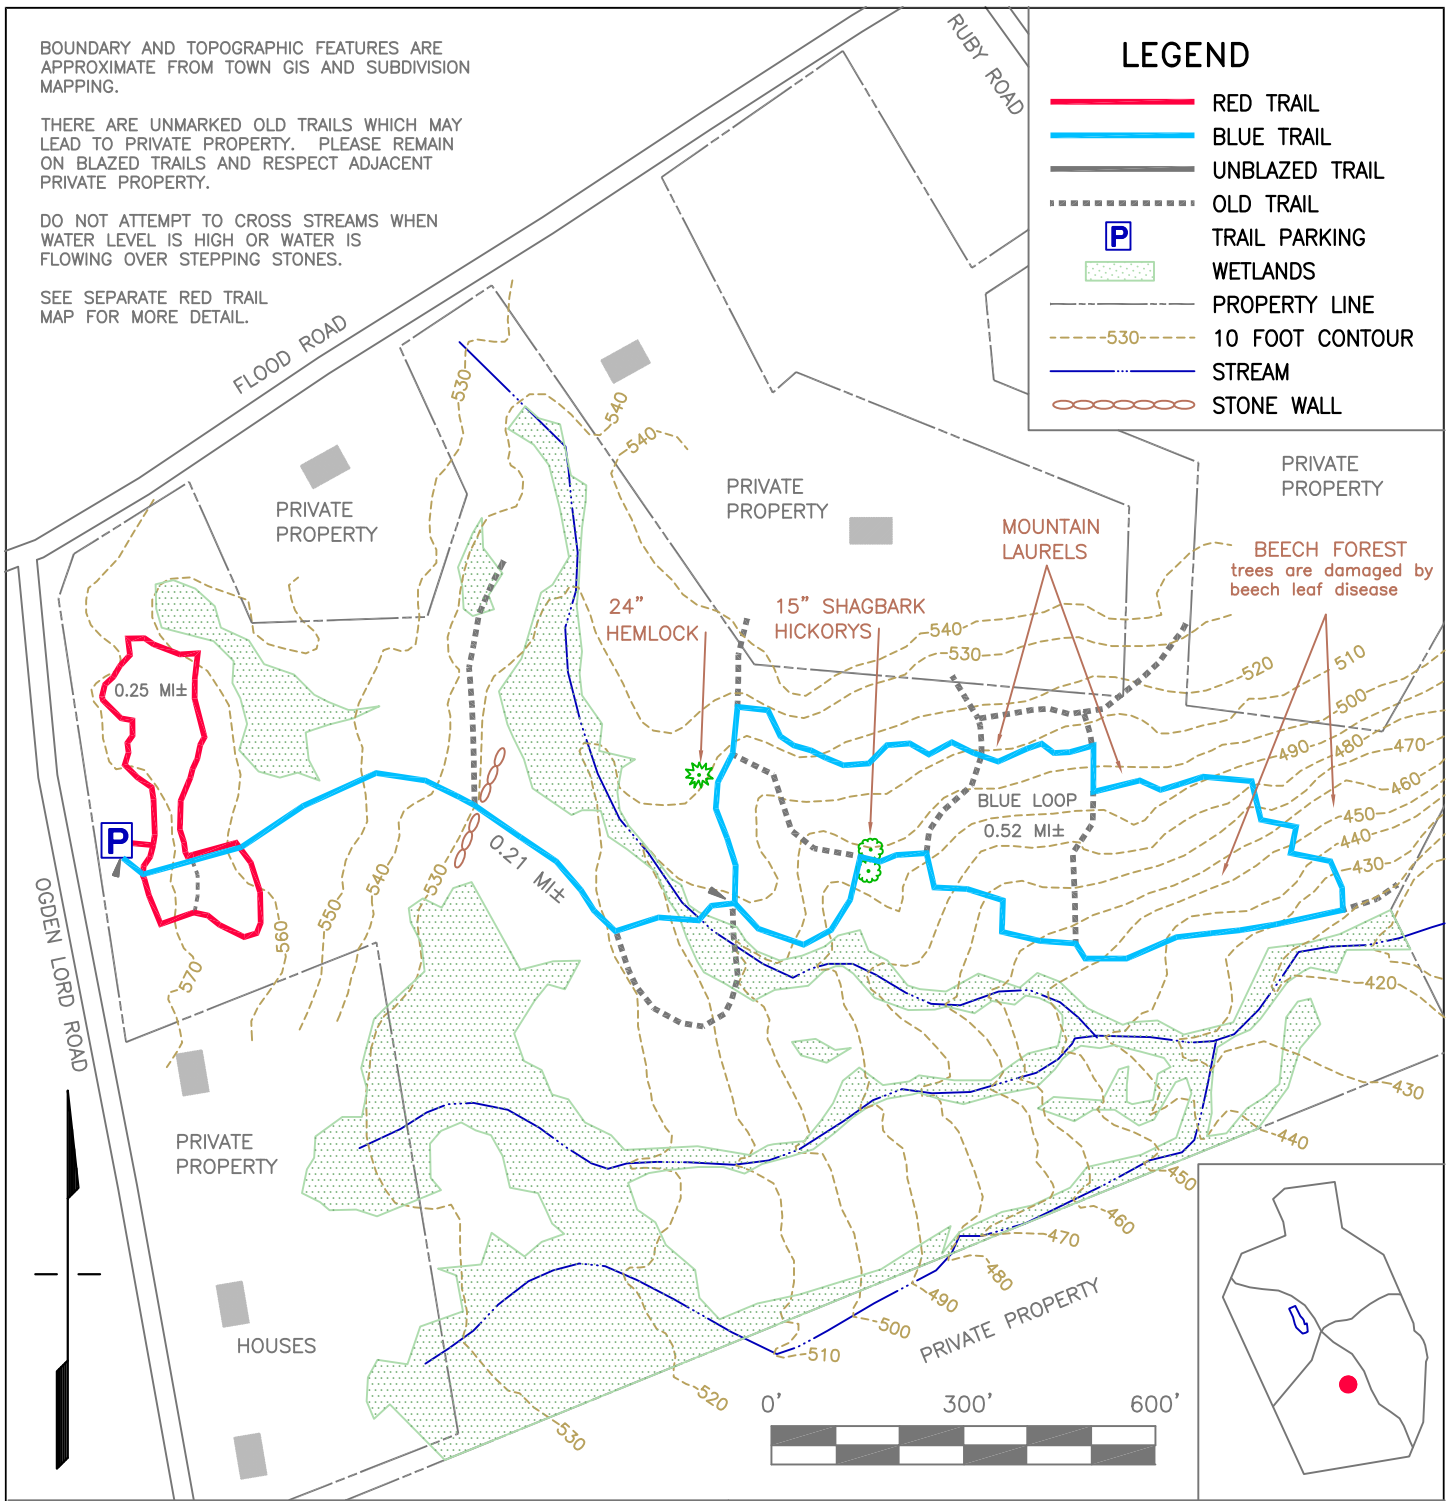 BOUNDARY AND TOPOGRAPHIC FEATURES ARE
APPROXIMATE FROM TOWN GIS AND SUBDIVISION
MAPPING.
THERE ARE UNMARKED OLD TRAILS WHICH MAY
LEAD TO PRIVATE PROPERTY. PLEASE REMAIN
ON BLAZED TRAILS AND RESPECT ADJACENT
PRIVATE PROPERTY.
DO NOT ATTEMPT TO CROSS STREAMS WHEN
WATER LEVEL IS HIGH OR WATER IS
FLOWING OVER STEPPING STONES.
SEE SEPARATE RED TRAIL
MAP FOR MORE DETAIL.
FLOOD ROAD
RUBY ROAD
LEGEND
RED TRAIL
BLUE TRAIL
UNBLAZED TRAIL
OLD TRAIL
P
TRAIL PARKING
WETLANDS
PROPERTY LINE
530
10 FOOT CONTOUR
STREAM
STONE WALL
530
540
540
PRIVATE
PROPERTY
PRIVATE
PROPERTY
PRIVATE
PROPERTY
MOUNTAIN
LAURELS
BEECH FOREST
trees are damaged by
beech leaf disease
24"
HEMLOCK
15" SHAGBARK
HICKORYS
540
530
520
510
500
490
480
470
460
450
440
430
0.25 MI±
P
0.21 MI±
BLUE LOOP
0.52 MI±
OGDEN LORD ROAD
570
560
550
540
530
420
430
440
450
460
470
480
490
500
510
520
530
PRIVATE
PROPERTY
HOUSES
PRIVATE PROPERTY
0'
300'
600'